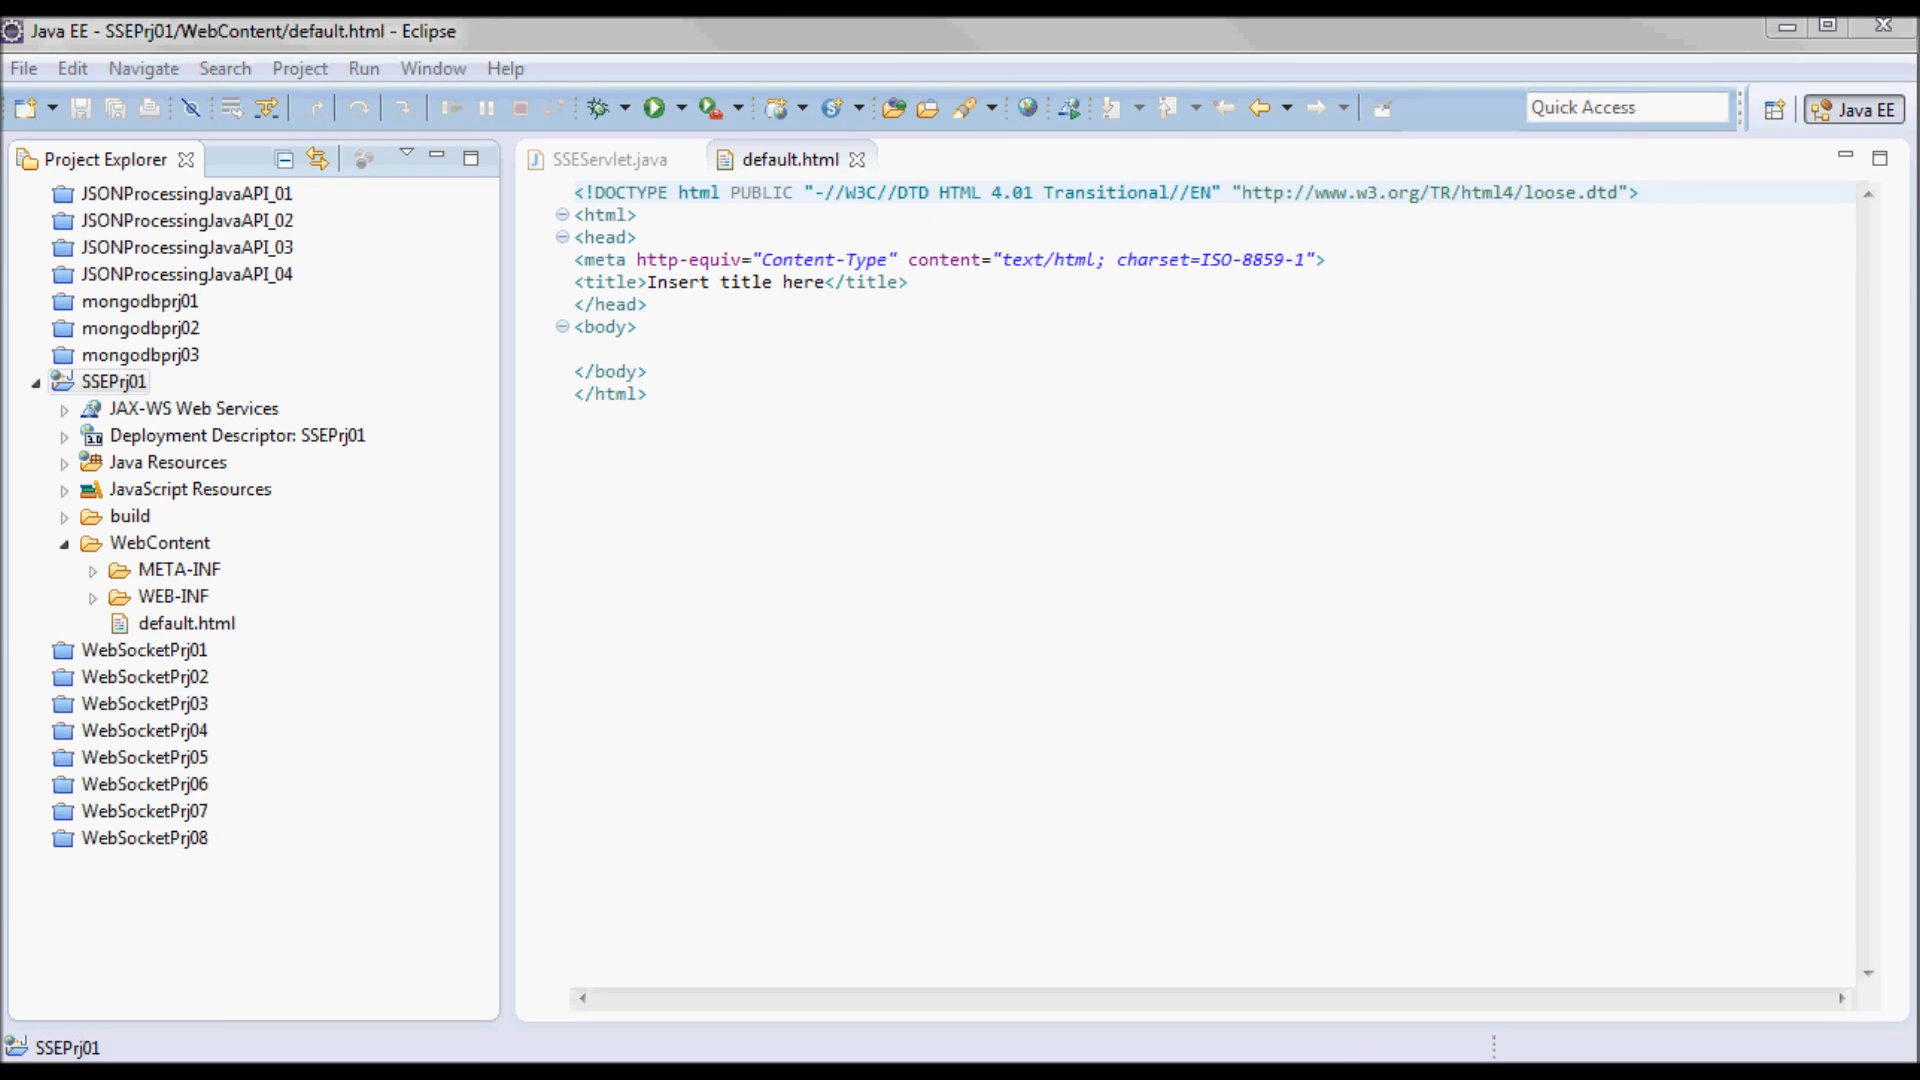 Java EE - SSEPrj01/WebContent/default.html - Eclipse
File Edit Navigate Search Project Run Window Help
Quick Access
Java EE
Project Explorer
SSEServlet.java
default.html
JSONProcessingJavaAPI_01
JSONProcessingJavaAPI_02
JSONProcessingJavaAPI_03
JSONProcessingJavaAPI_04
mongodbprj01
mongodbprj02
mongodbprj03
SSEPrj01
JAX-WS Web Services
Deployment Descriptor: SSEPrj01
Java Resources
JavaScript Resources
build
WebContent
META-INF
WEB-INF
default.html
WebSocketPrj01
WebSocketPrj02
WebSocketPrj03
WebSocketPrj04
WebSocketPrj05
WebSocketPrj06
WebSocketPrj07
WebSocketPrj08
<!DOCTYPE html PUBLIC "-//W3C//DTD HTML 4.01 Transitional//EN" "http://www.w3.org/TR/html4/loose.dtd">
<html>
<head>
<meta http-equiv="Content-Type" content="text/html; charset=ISO-8859-1">
<title>Insert title here</title>
</head>
<body>
</body>
</html>
SSEPrj01